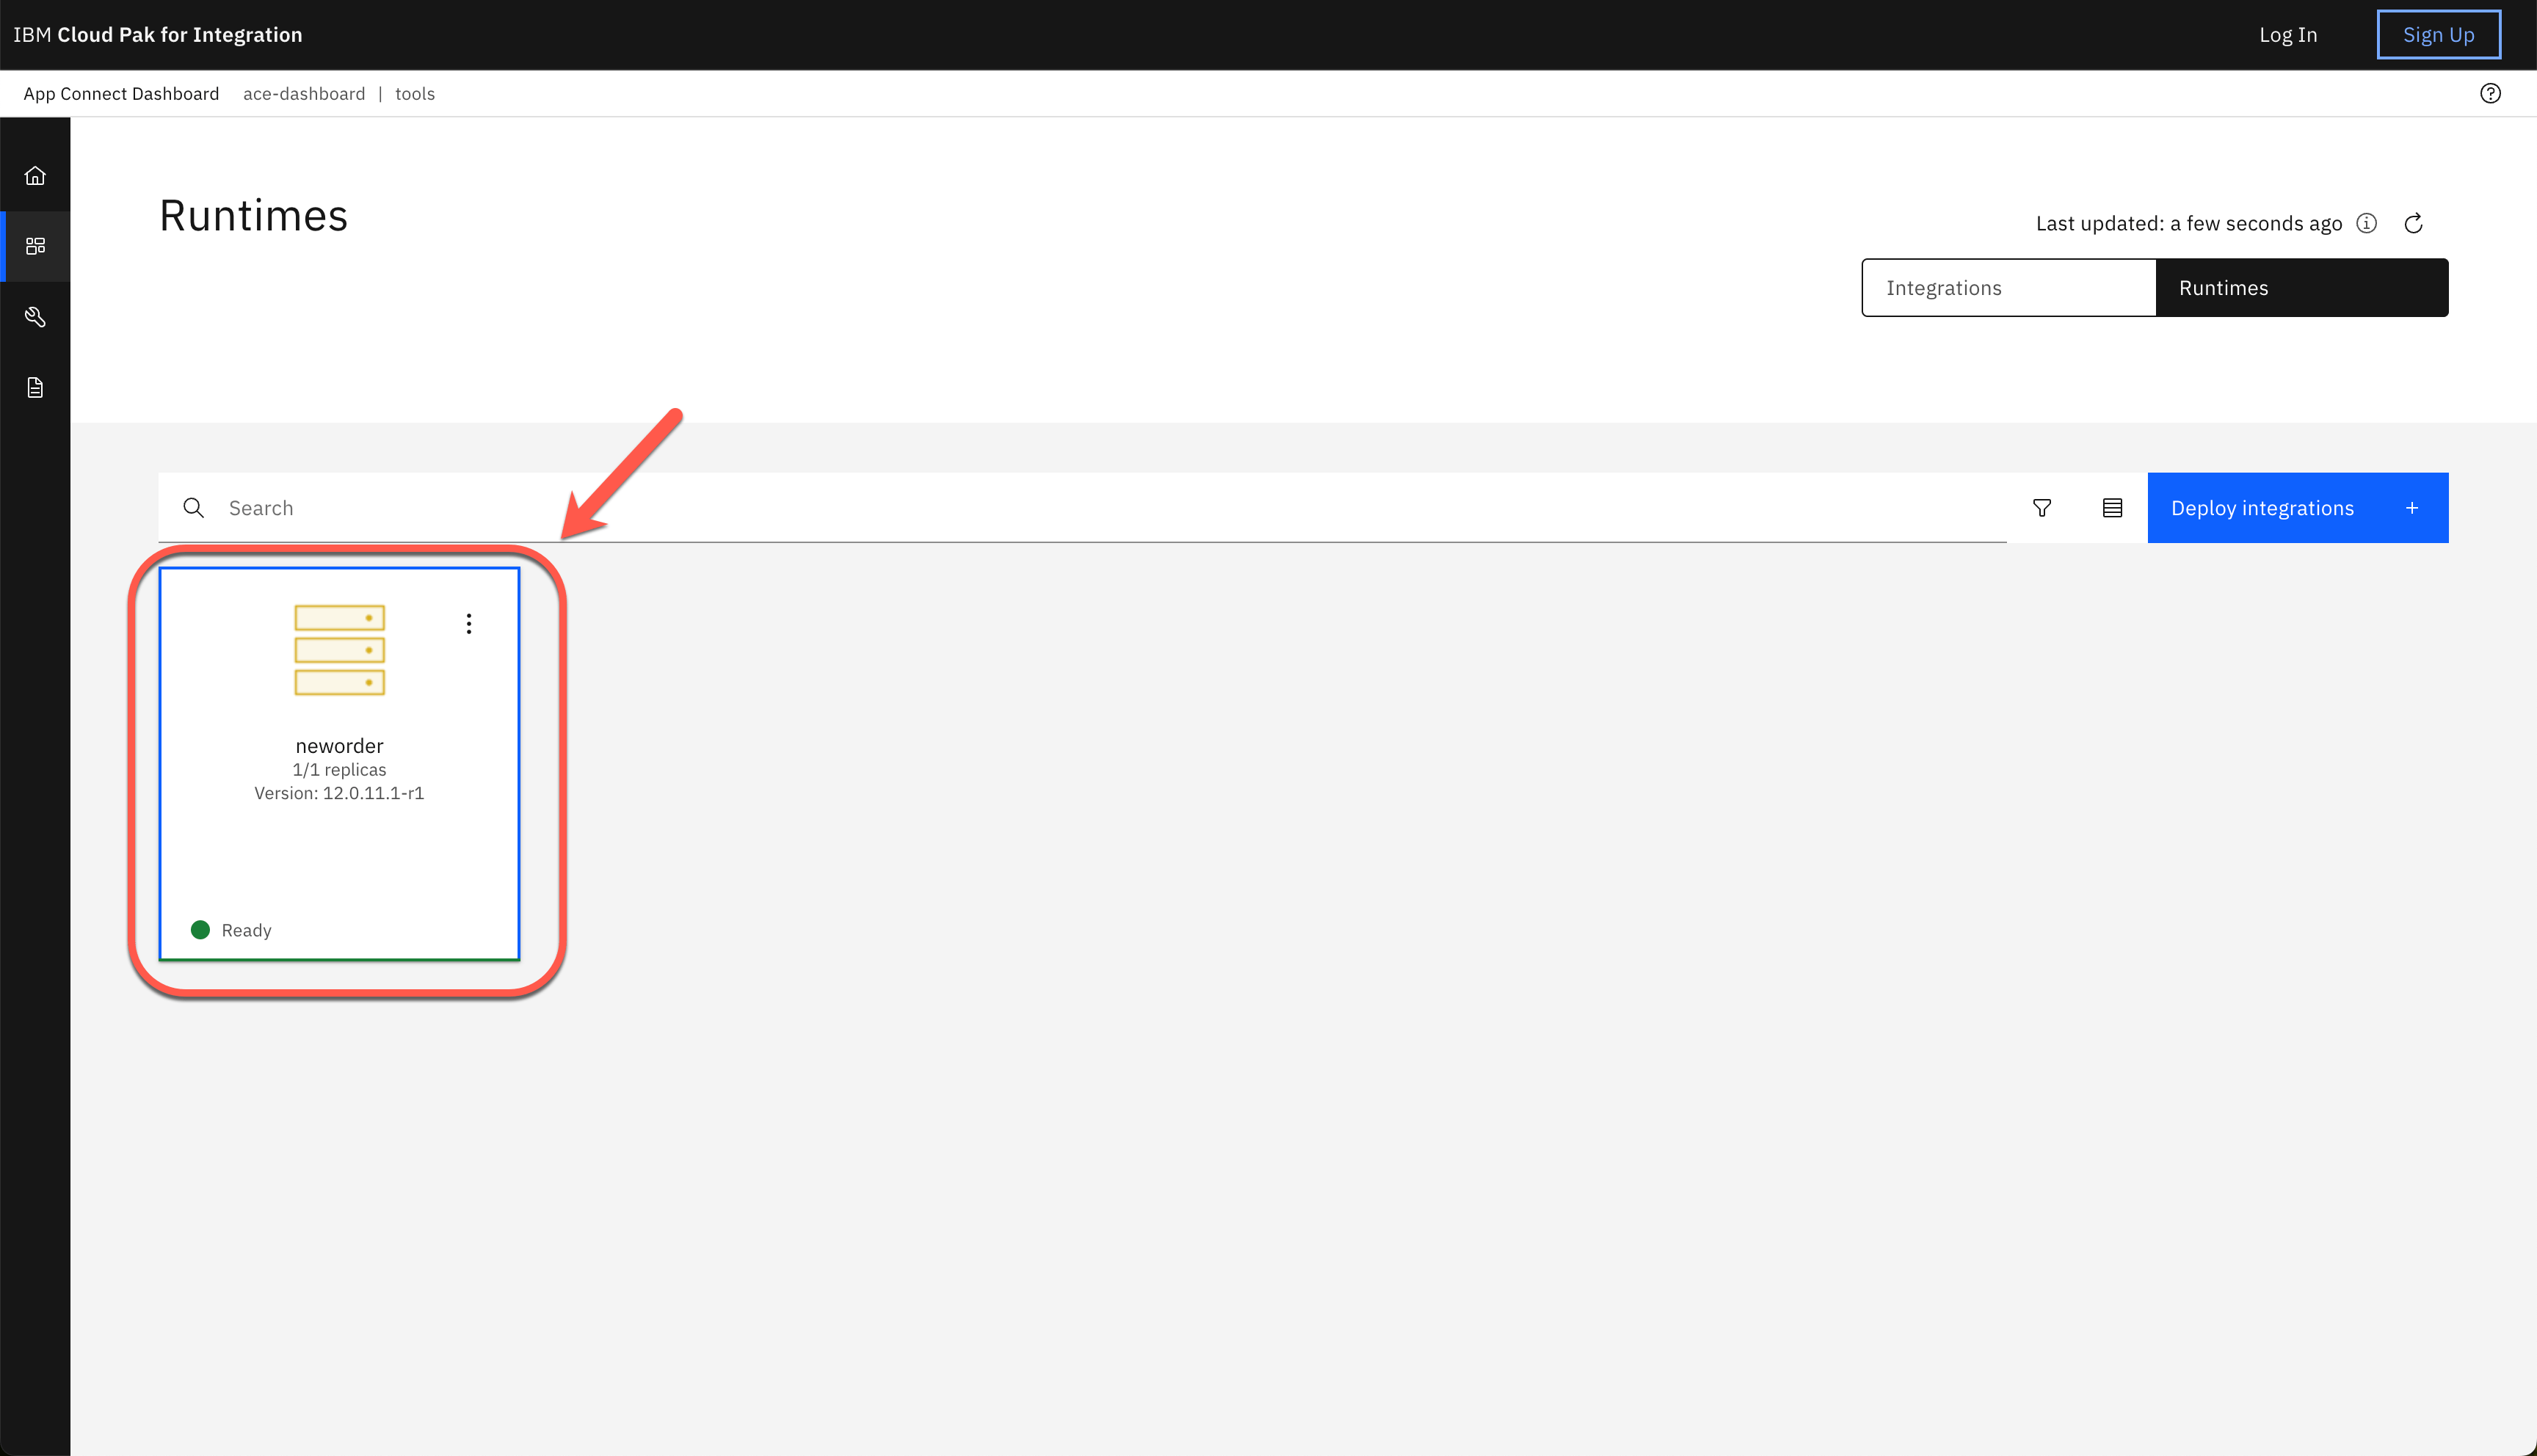 IBM Cloud Pak for Integration
Log In
Sign Up
App Connect Dashboard ace-dashboard | tools
Runtimes
Last updated: a few seconds ago
Integrations
Runtimes
Search
Deploy integrations +
neworder
1/1 replicas
Version: 12.0.11.1-r1
Ready